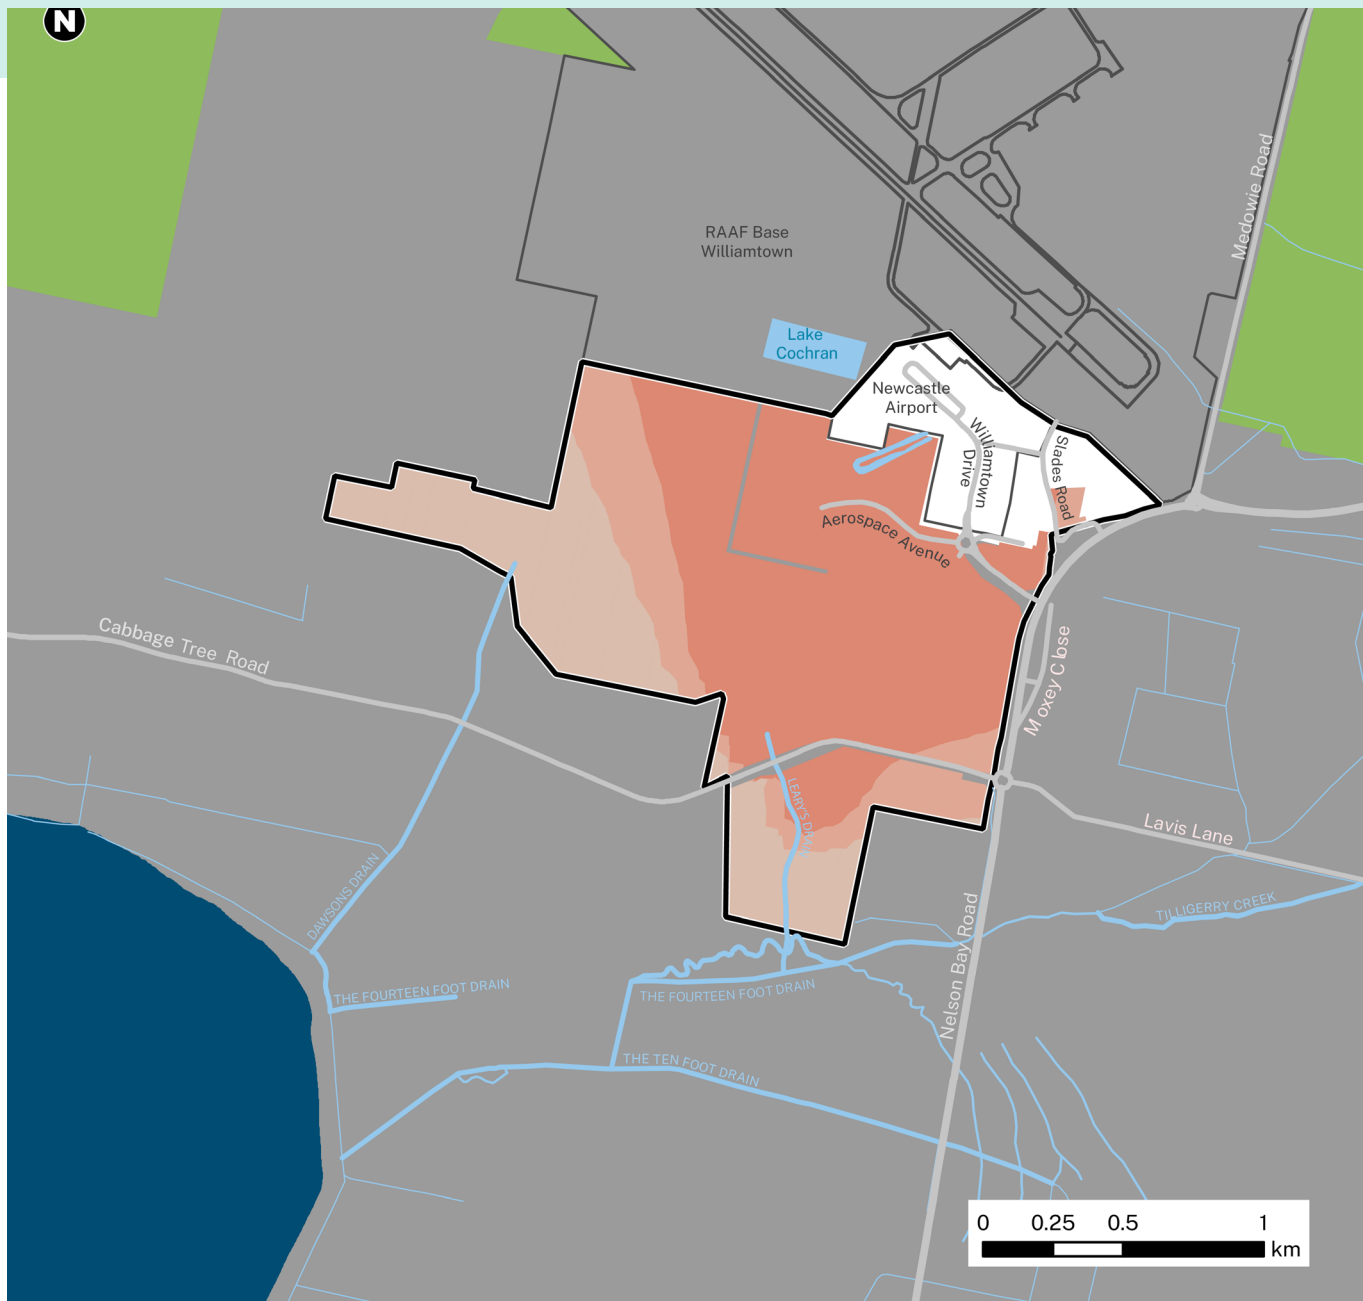 N
Medowie Road
RAAF Base
Williamtown
Lake
Cochran
Newcastle
Airport
Williamtown
Drive
Slades Road
Aerospace Avenue
Cabbage Tree Road
Moxey Close
LEARY'S DRAIN
Lavis Lane
DAWSONS DRAIN
TILLIGERRY CREEK
Nelson Bay Road
THE FOURTEEN FOOT DRAIN
THE FOURTEEN FOOT DRAIN
THE TEN FOOT DRAIN
0 0.25 0.5 1
km